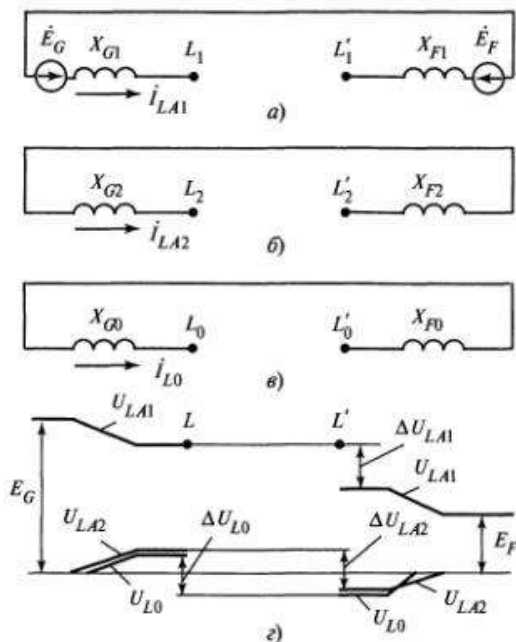 Ė_G X_G1 L_1 L'_1 X_F1 Ė_F
İ_LA1
а)
X_G2 L_2 L'_2 X_F2
İ_LA2
б)
X_G0 L_0 L'_0 X_F0
İ_L0
в)
U_LA1 L L' ΔU_LA1
U_LA1
E_G
U_LA2 ΔU_L0 ΔU_LA2 E_F
U_L0 U_L0 U_LA2
г)